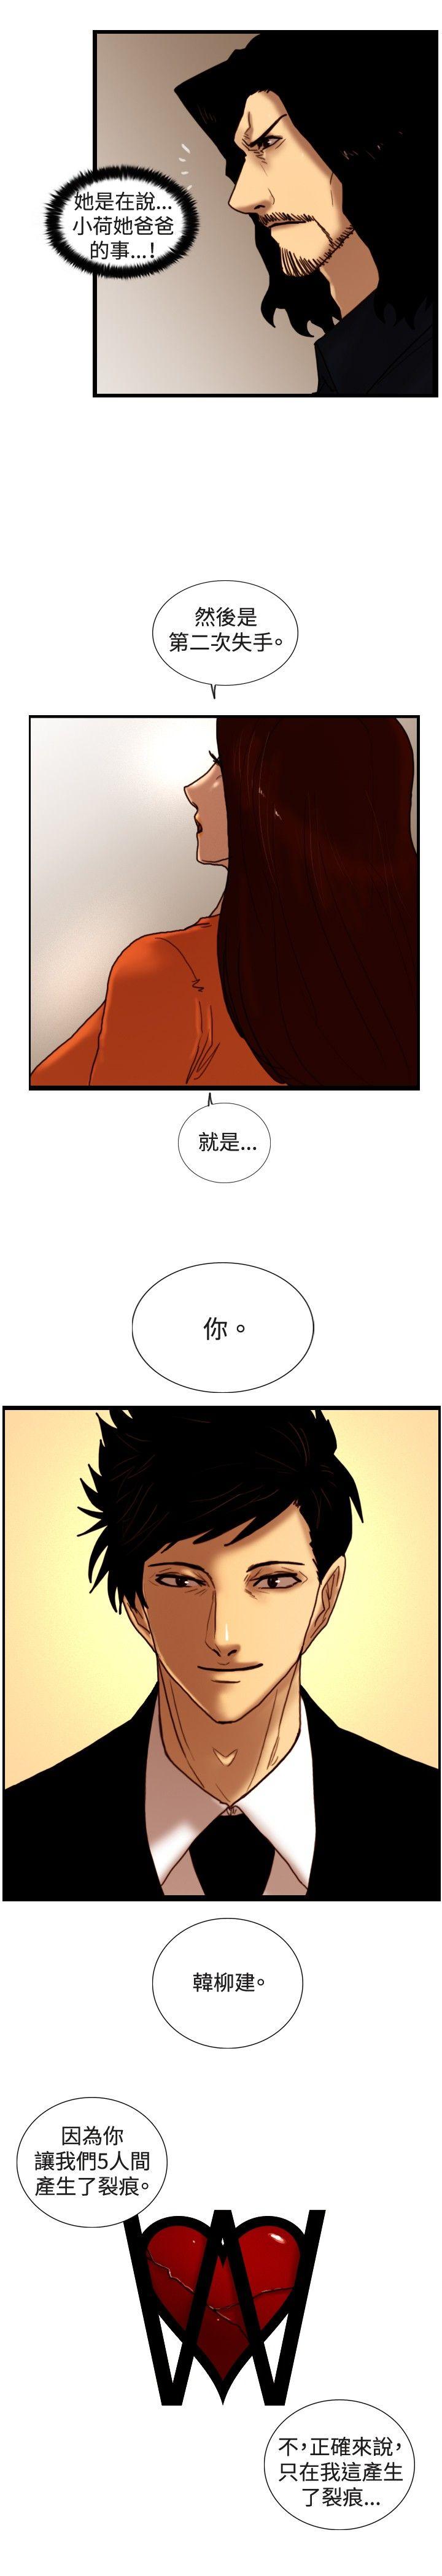 她是在說...
小荷她爸爸
的事...！
然後是
第二次失手。
就是...
你。
韓柳建。
因為你
讓我們5人間
產生了裂痕。
W
不，正確來說，
只在我這產生
了裂痕...